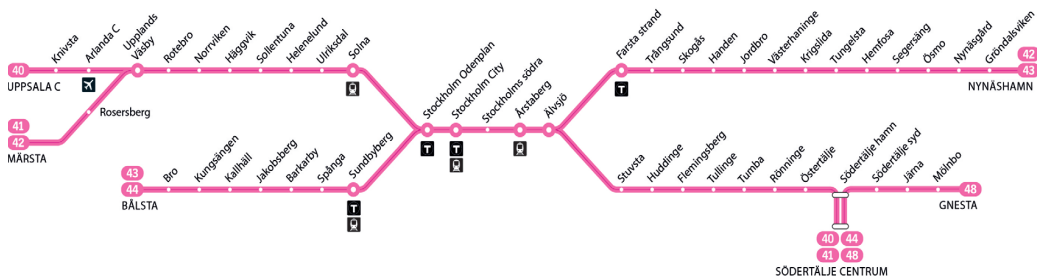 40
UPPSALA C
Knivsta
Arlanda C
Upplands
Väsby
Rotebro
Norrviken
Häggvik
Sollentuna
Helenelund
Ulriksdal
Solna
41
42
MÄRSTA
Rosersberg
43
44
BÅLSTA
Bro
Kungsängen
Kallhäll
Jakobsberg
Barkarby
Spånga
Sundbyberg
T
Stockholm Odenplan
T
Stockholm City
T
Stockholms södra
Årstaberg
Älvsjö
Farsta strand
T
Trångsund
Skogås
Handen
Jordbro
Västerhaninge
Krigslida
Tungelsta
Hemfosa
Segersäng
Ösmo
Nynäsgård
Gröndalsviken
42
43
NYNÄSHAMN
Stuvsta
Huddinge
Flemingsberg
Tullinge
Tumba
Rönninge
Östertälje
Södertälje hamn
Södertälje syd
Järna
Mölnbo
48
GNESTA
40 44
41 48
SÖDERTÄLJE CENTRUM